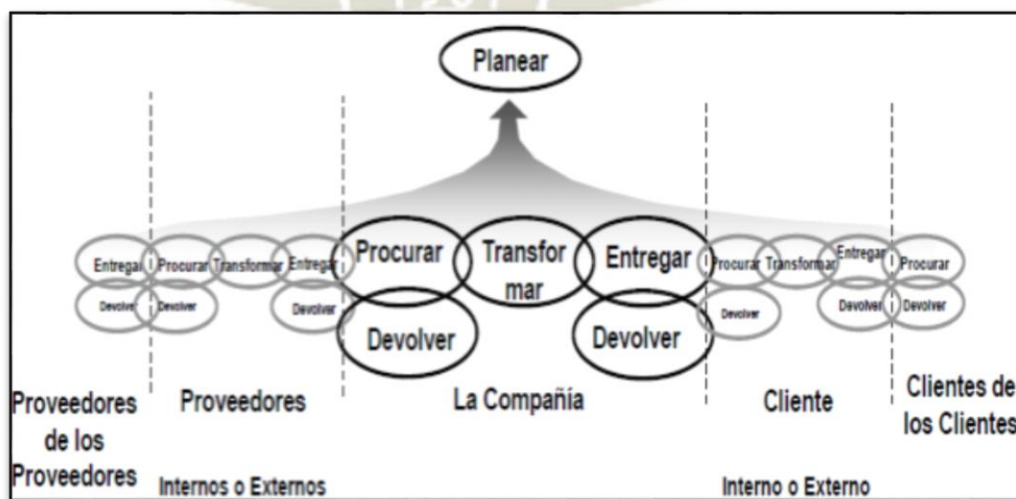 Planear
Entregar
Procurar
Transformar
Entregar
Procurar
Transfor
mar
Entregar
Procurar
Transformar
Entregar
Procurar
Devolver
Devolver
Devolver
Devolver
Devolver
Devolver
Devolver
Devolver
Proveedores
de los
Proveedores
Proveedores
La Compañía
Cliente
Clientes de
los Clientes
Internos o Externos
Interno o Externo